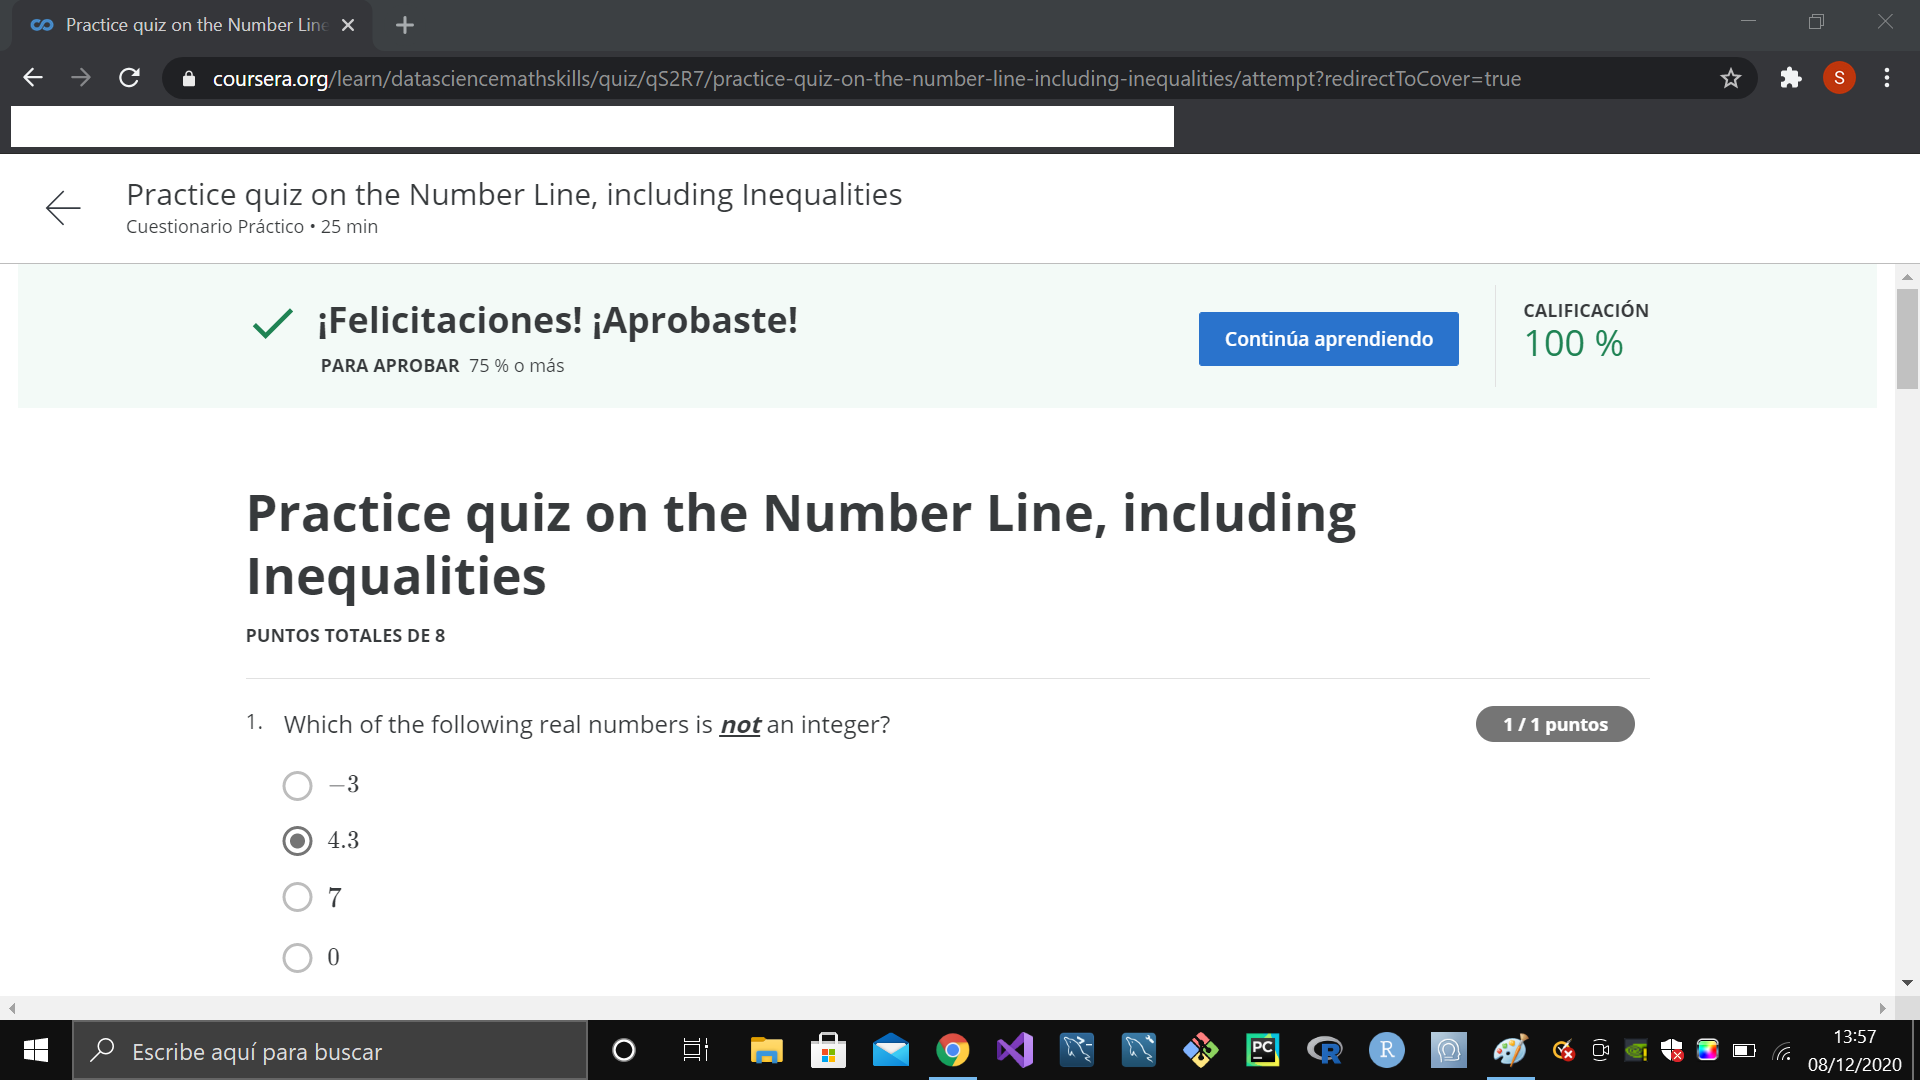 Practice quiz on the Number Line
coursera.org/learn/datasciencemathskills/quiz/qS2R7/practice-quiz-on-the-number-line-including-inequalities/attempt?redirectToCover=true
S
Practice quiz on the Number Line, including Inequalities
Cuestionario Práctico • 25 min
¡Felicitaciones! ¡Aprobaste!
PARA APROBAR 75 % o más
Continúa aprendiendo
CALIFICACIÓN
100 %
Practice quiz on the Number Line, including
Inequalities
PUNTOS TOTALES DE 8
1. Which of the following real numbers is not an integer?
1 / 1 puntos
−3
4.3
7
0
Escribe aquí para buscar
PC
R
R
13:57
08/12/2020